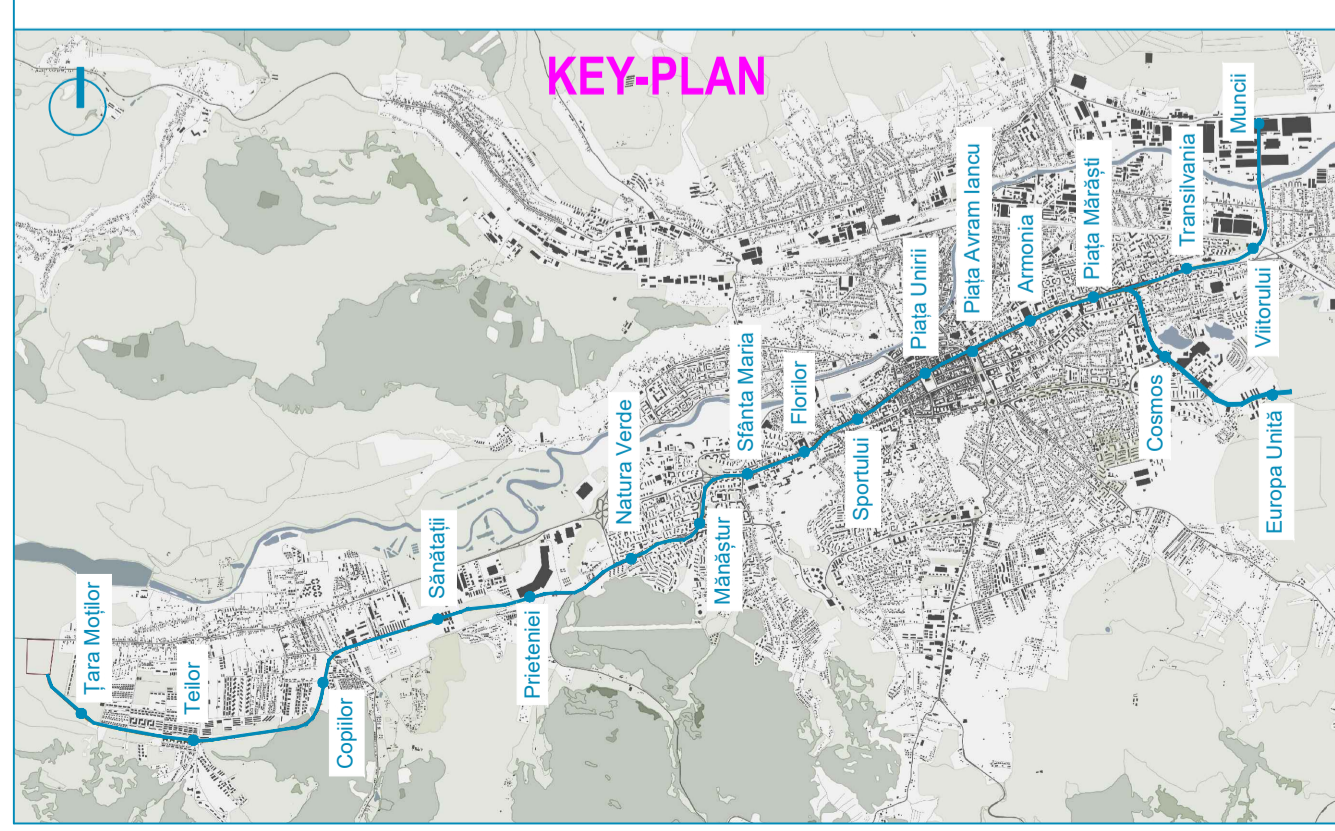 KEY-PLAN
Țara Moților
Teilor
Copiilor
Sănătații
Prieteniei
Natura Verde
Mănăștur
Sfânta Maria
Florilor
Sportului
Piața Unirii
Piața Avram Iancu
Armonia
Piața Mărăști
Transilvania
Viitorului
Muncii
Cosmos
Europa Unită